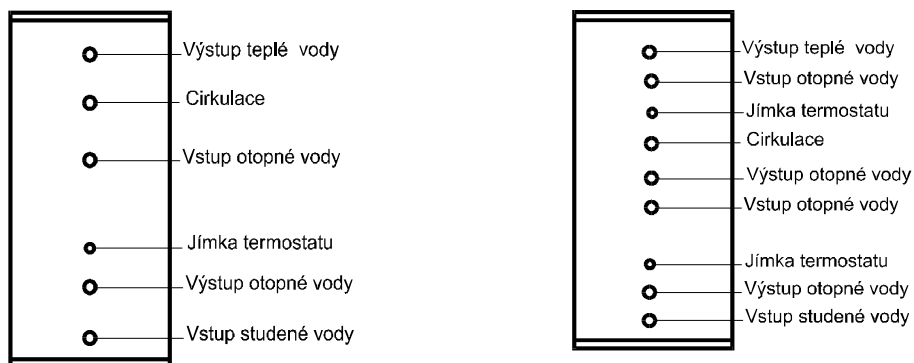 Výstup teplé vody
Cirkulace
Vstup otopné vody
Jímka termostatu
Výstup otopné vody
Vstup studené vody
Výstup teplé vody
Vstup otopné vody
Jímka termostatu
Cirkulace
Výstup otopné vody
Vstup otopné vody
Jímka termostatu
Výstup otopné vody
Vstup studené vody